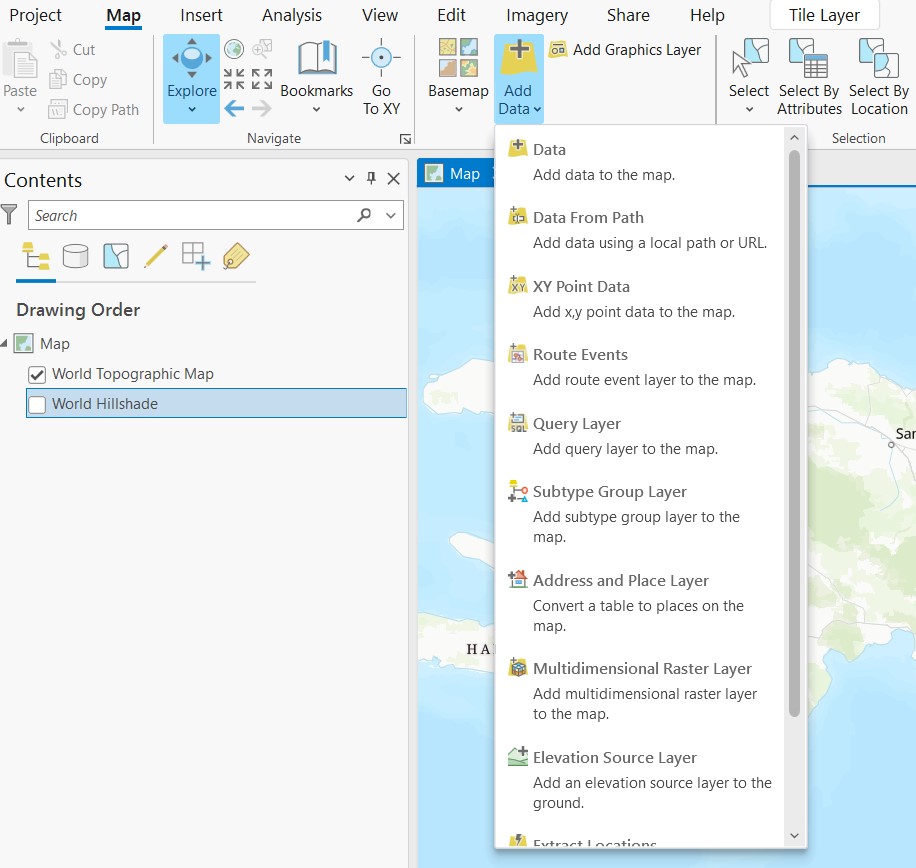 Project Map Insert Analysis View Edit Imagery Share Help Tile Layer
Paste
Cut
Copy
Copy Path
Clipboard
Explore
Bookmarks
Go
To XY
Navigate
Basemap
Add
Data
Add Graphics Layer
Select
Select By
Attributes
Select By
Location
Selection
Contents
Search
Drawing Order
Map
World Topographic Map
World Hillshade
Map
Data
Add data to the map.
Data From Path
Add data using a local path or URL.
XY
XY Point Data
Add x,y point data to the map.
Route Events
Add route event layer to the map.
SQL
Query Layer
Add query layer to the map.
Subtype Group Layer
Add subtype group layer to the
map.
Address and Place Layer
Convert a table to places on the
map.
Multidimensional Raster Layer
Add multidimensional raster layer
to the map.
Elevation Source Layer
Add an elevation source layer to the
ground.
Extract Locations
San
HA